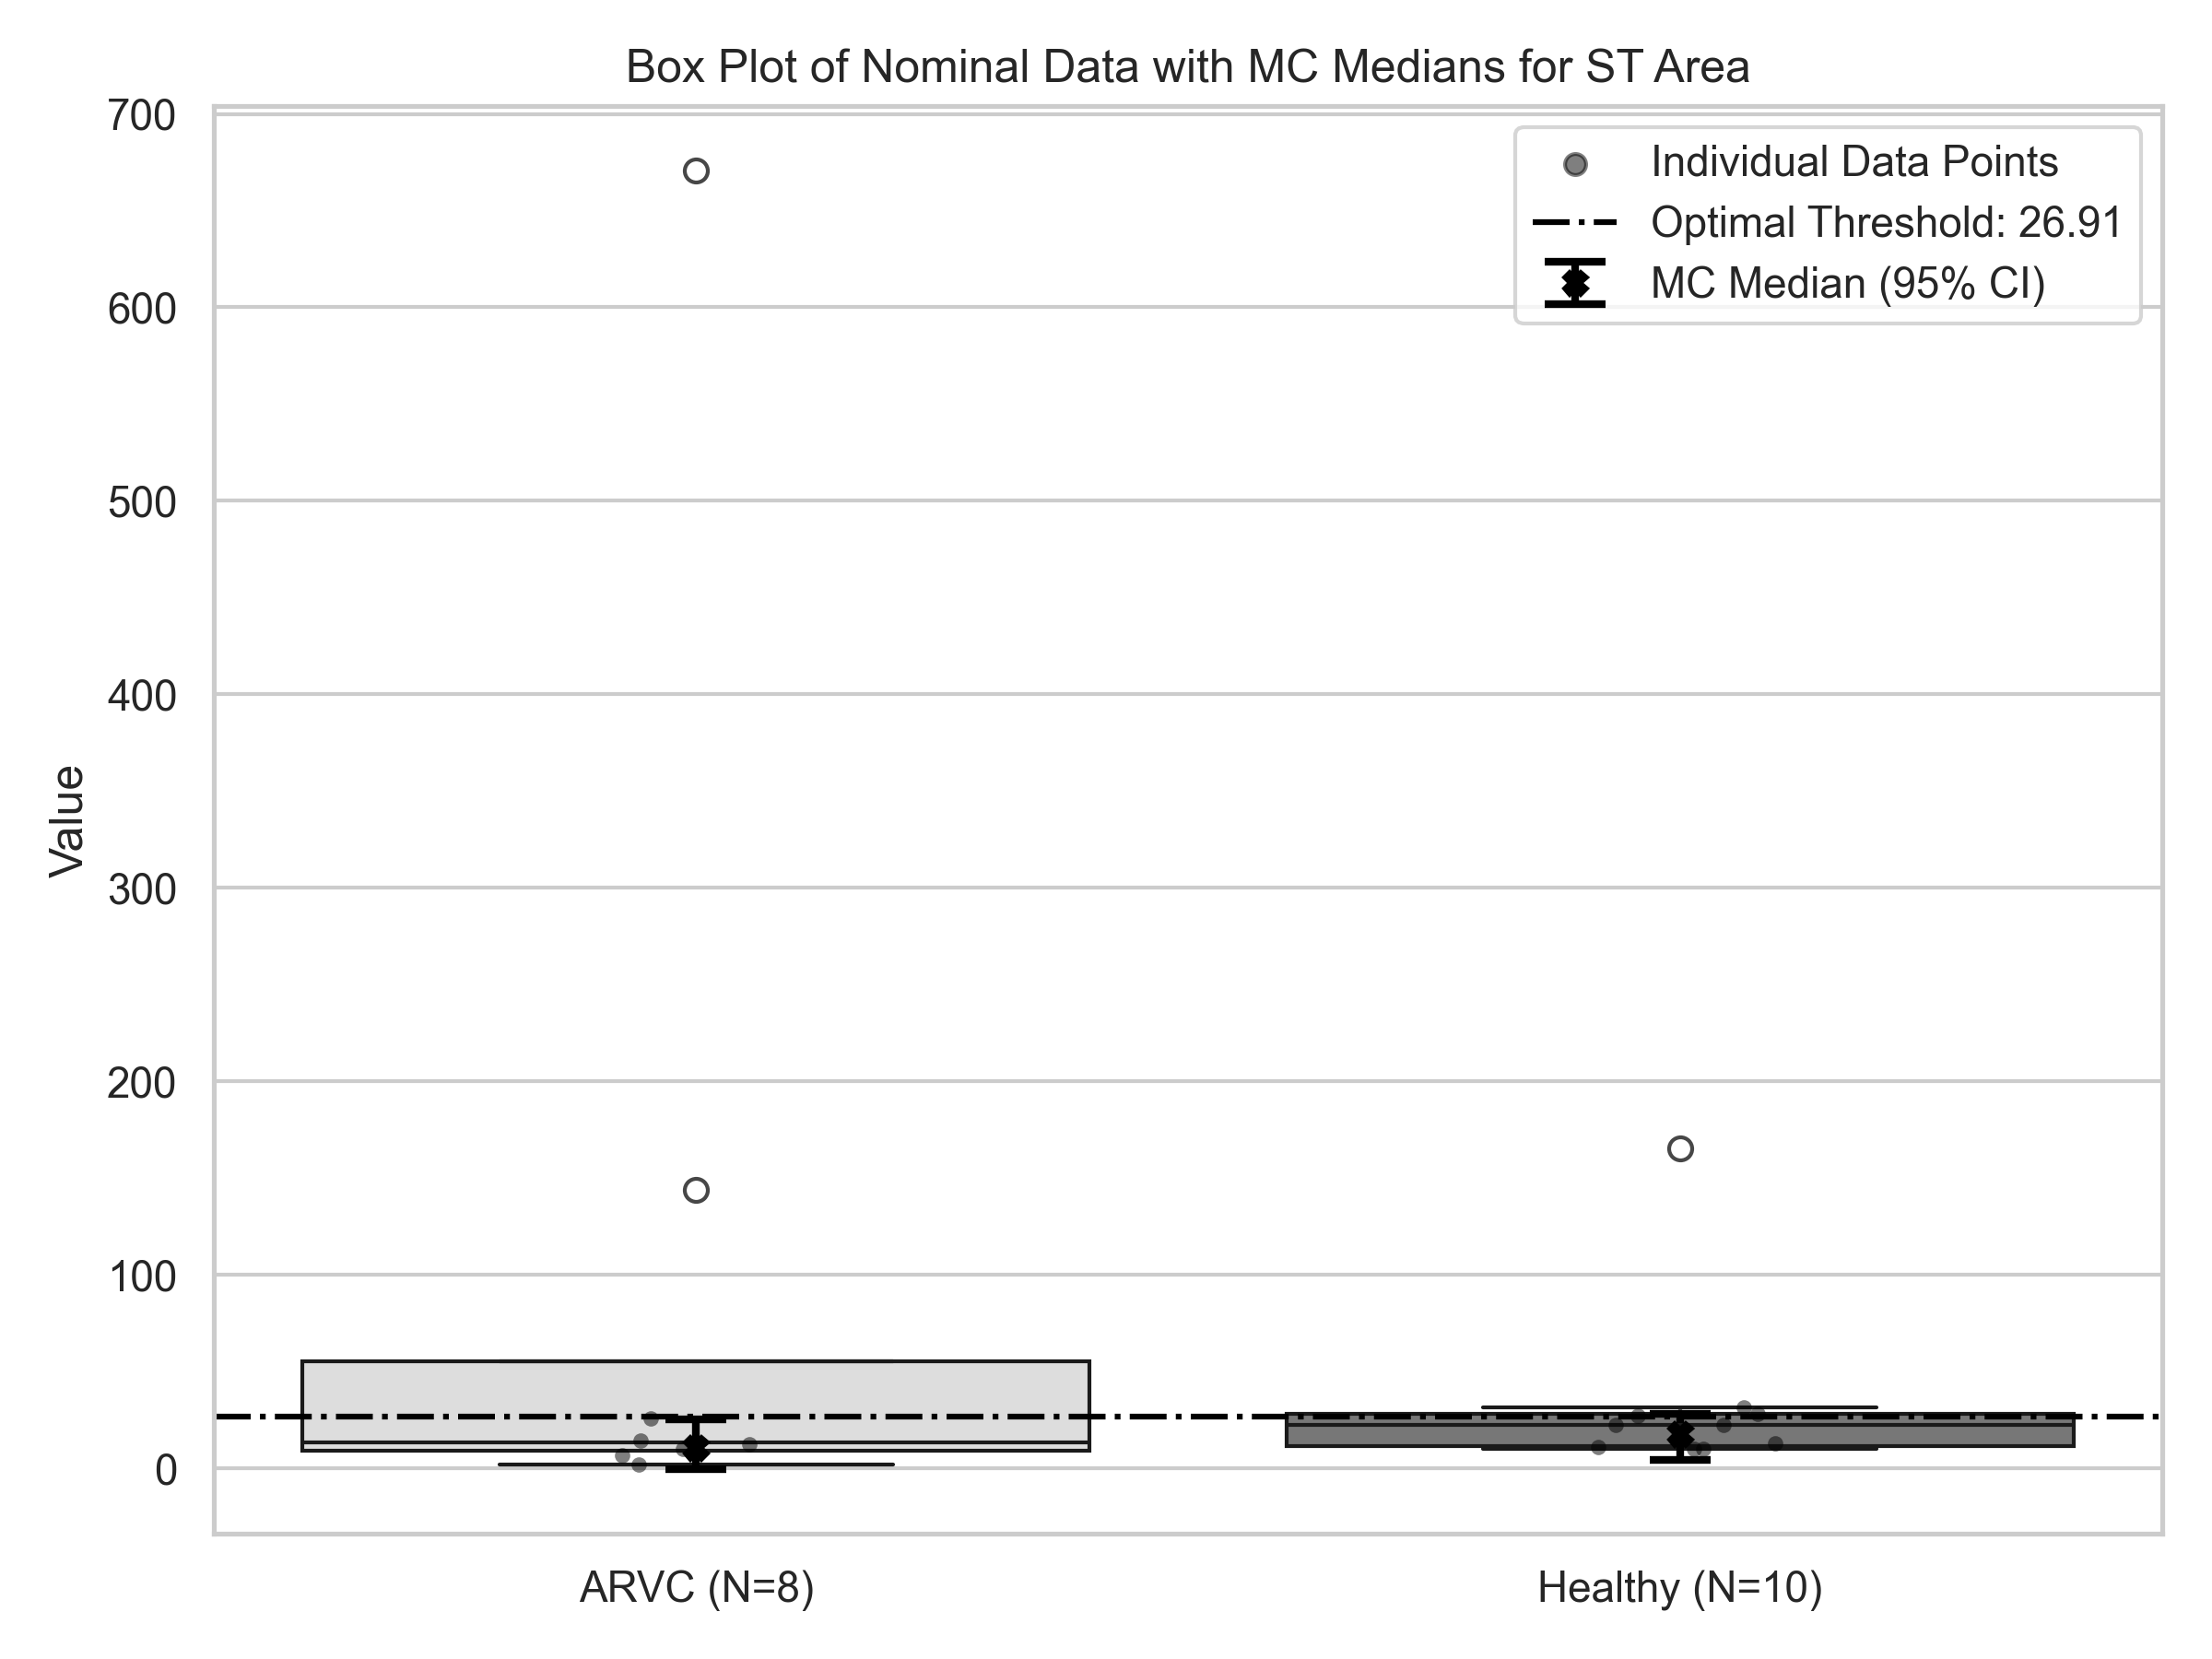 Box Plot of Nominal Data with MC Medians for ST Area
700
600
500
400
300
200
100
0
Value
Individual Data Points
Optimal Threshold: 26.91
MC Median (95% CI)
ARVC (N=8)
Healthy (N=10)